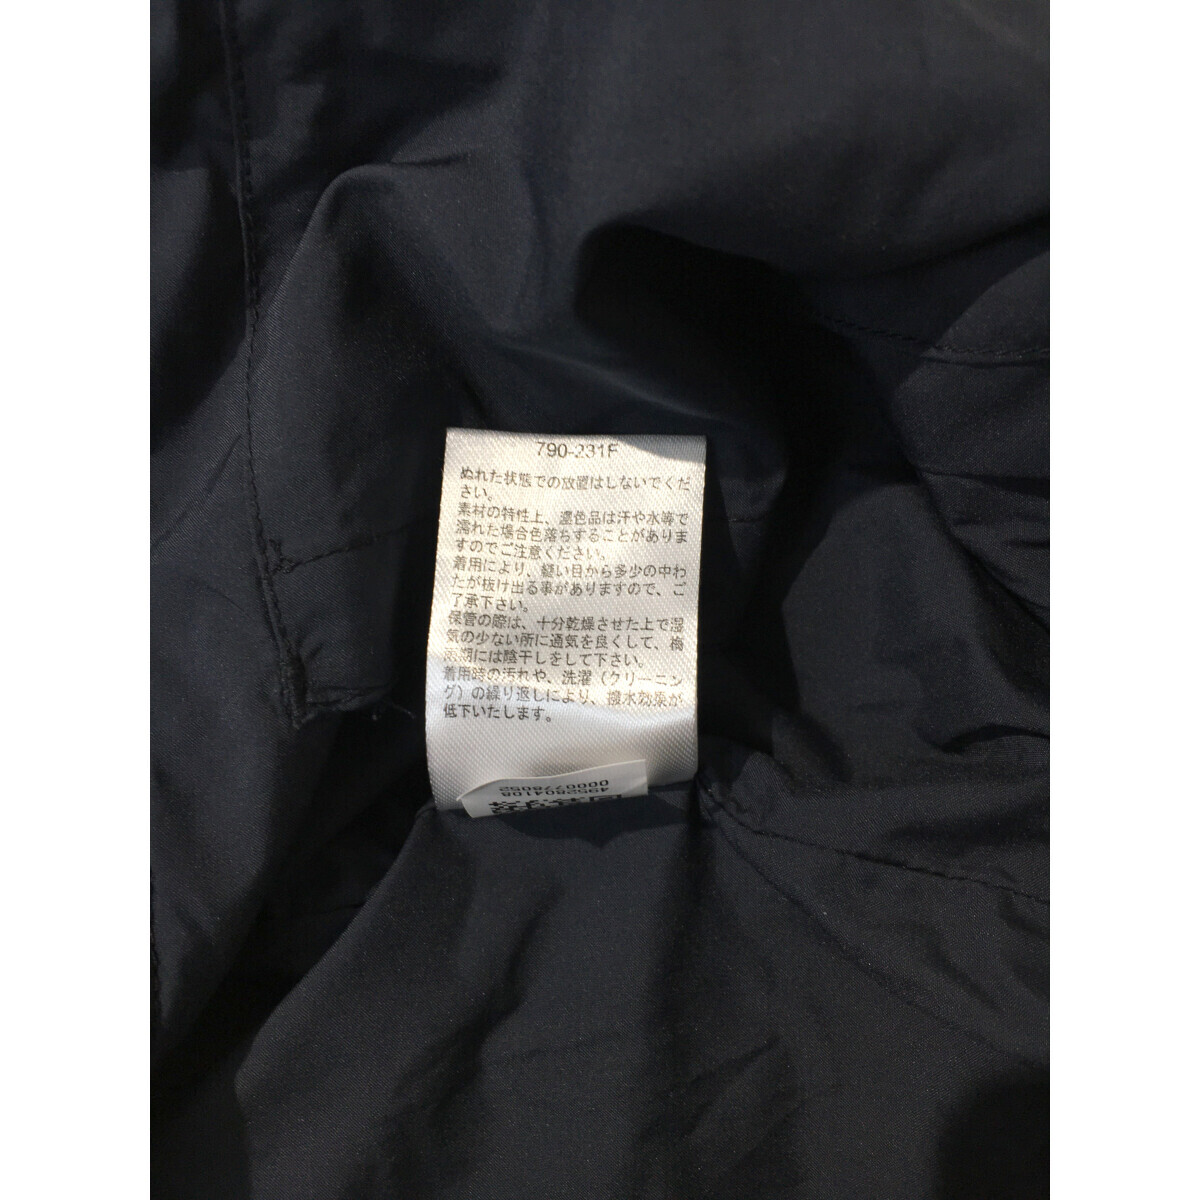 790-231F
ぬれた状態での放置はしないでくだ
さい。
素材の特性上、濃色品は汗や水等で
濡れた場合色落ちすることがありま
すのでご注意ください。
着用により、縫い目から多少の中わ
たが抜け出る事がありますので、ご
了承下さい。
保管の際は、十分乾燥させた上で湿
気の少ない所に通気を良くして、梅
雨期には陰干しをして下さい。
着用時の汚れや、洗濯（クリーニン
グ）の繰り返しにより、撥水効果が
低下いたします。
4952804108
0000778052